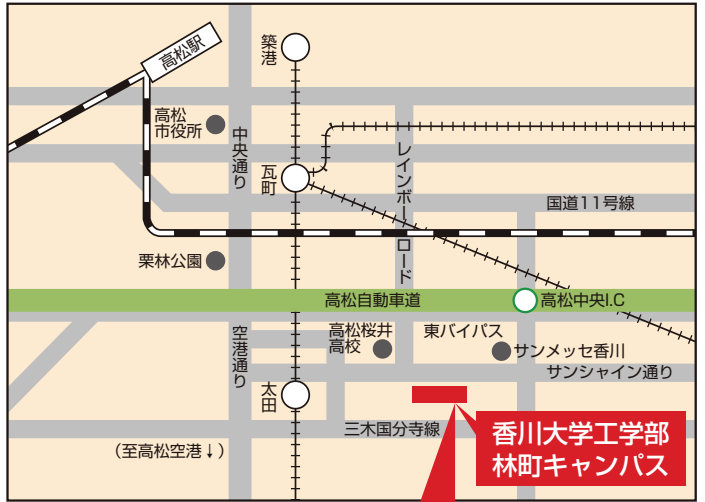 高松駅
築港
高松
市役所
中央通り
瓦町
レインボーロード
国道11号線
栗林公園
高松自動車道
高松中央I.C
空港通り
高松桜井
高校
東バイパス
サンメッセ香川
サンシャイン通り
太田
三木国分寺線
(至高松空港↓)
香川大学工学部
林町キャンパス